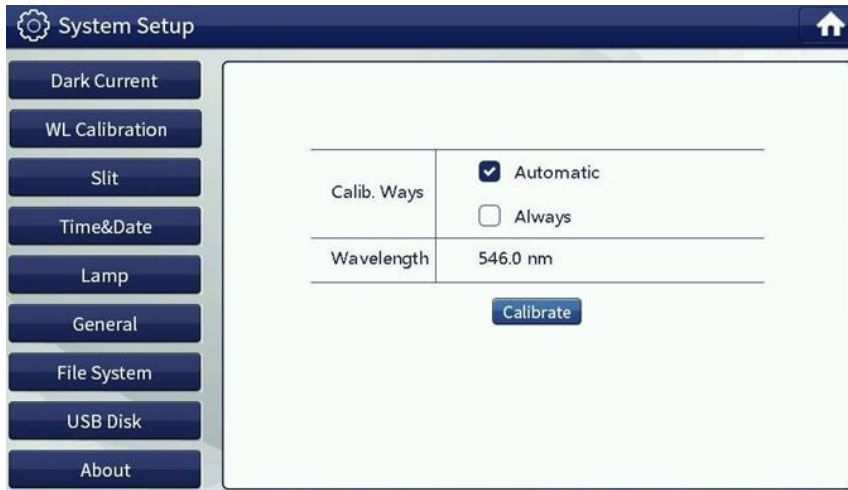 System Setup
Dark Current
WL Calibration
Slit
Time&Date
Lamp
General
File System
USB Disk
About
Calib. Ways
Automatic
Always
Wavelength 546.0 nm
Calibrate